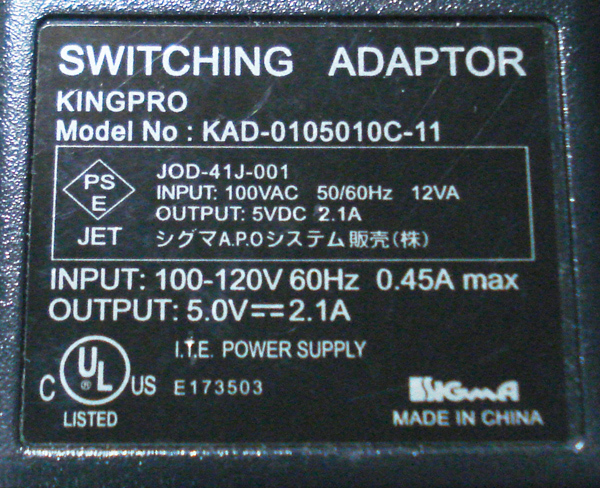 SWITCHING ADAPTOR
KINGPRO
Model No : KAD-0105010C-11
PS
E
JET
JOD-41J-001
INPUT: 100VAC 50/60Hz 12VA
OUTPUT: 5VDC 2.1A
シグマA.P.Oシステム販売(株)
INPUT: 100-120V 60Hz 0.45A max
OUTPUT: 5.0V⎓2.1A
C UL ® US
LISTED
I.T.E. POWER SUPPLY
E173503
SIGMA
MADE IN CHINA